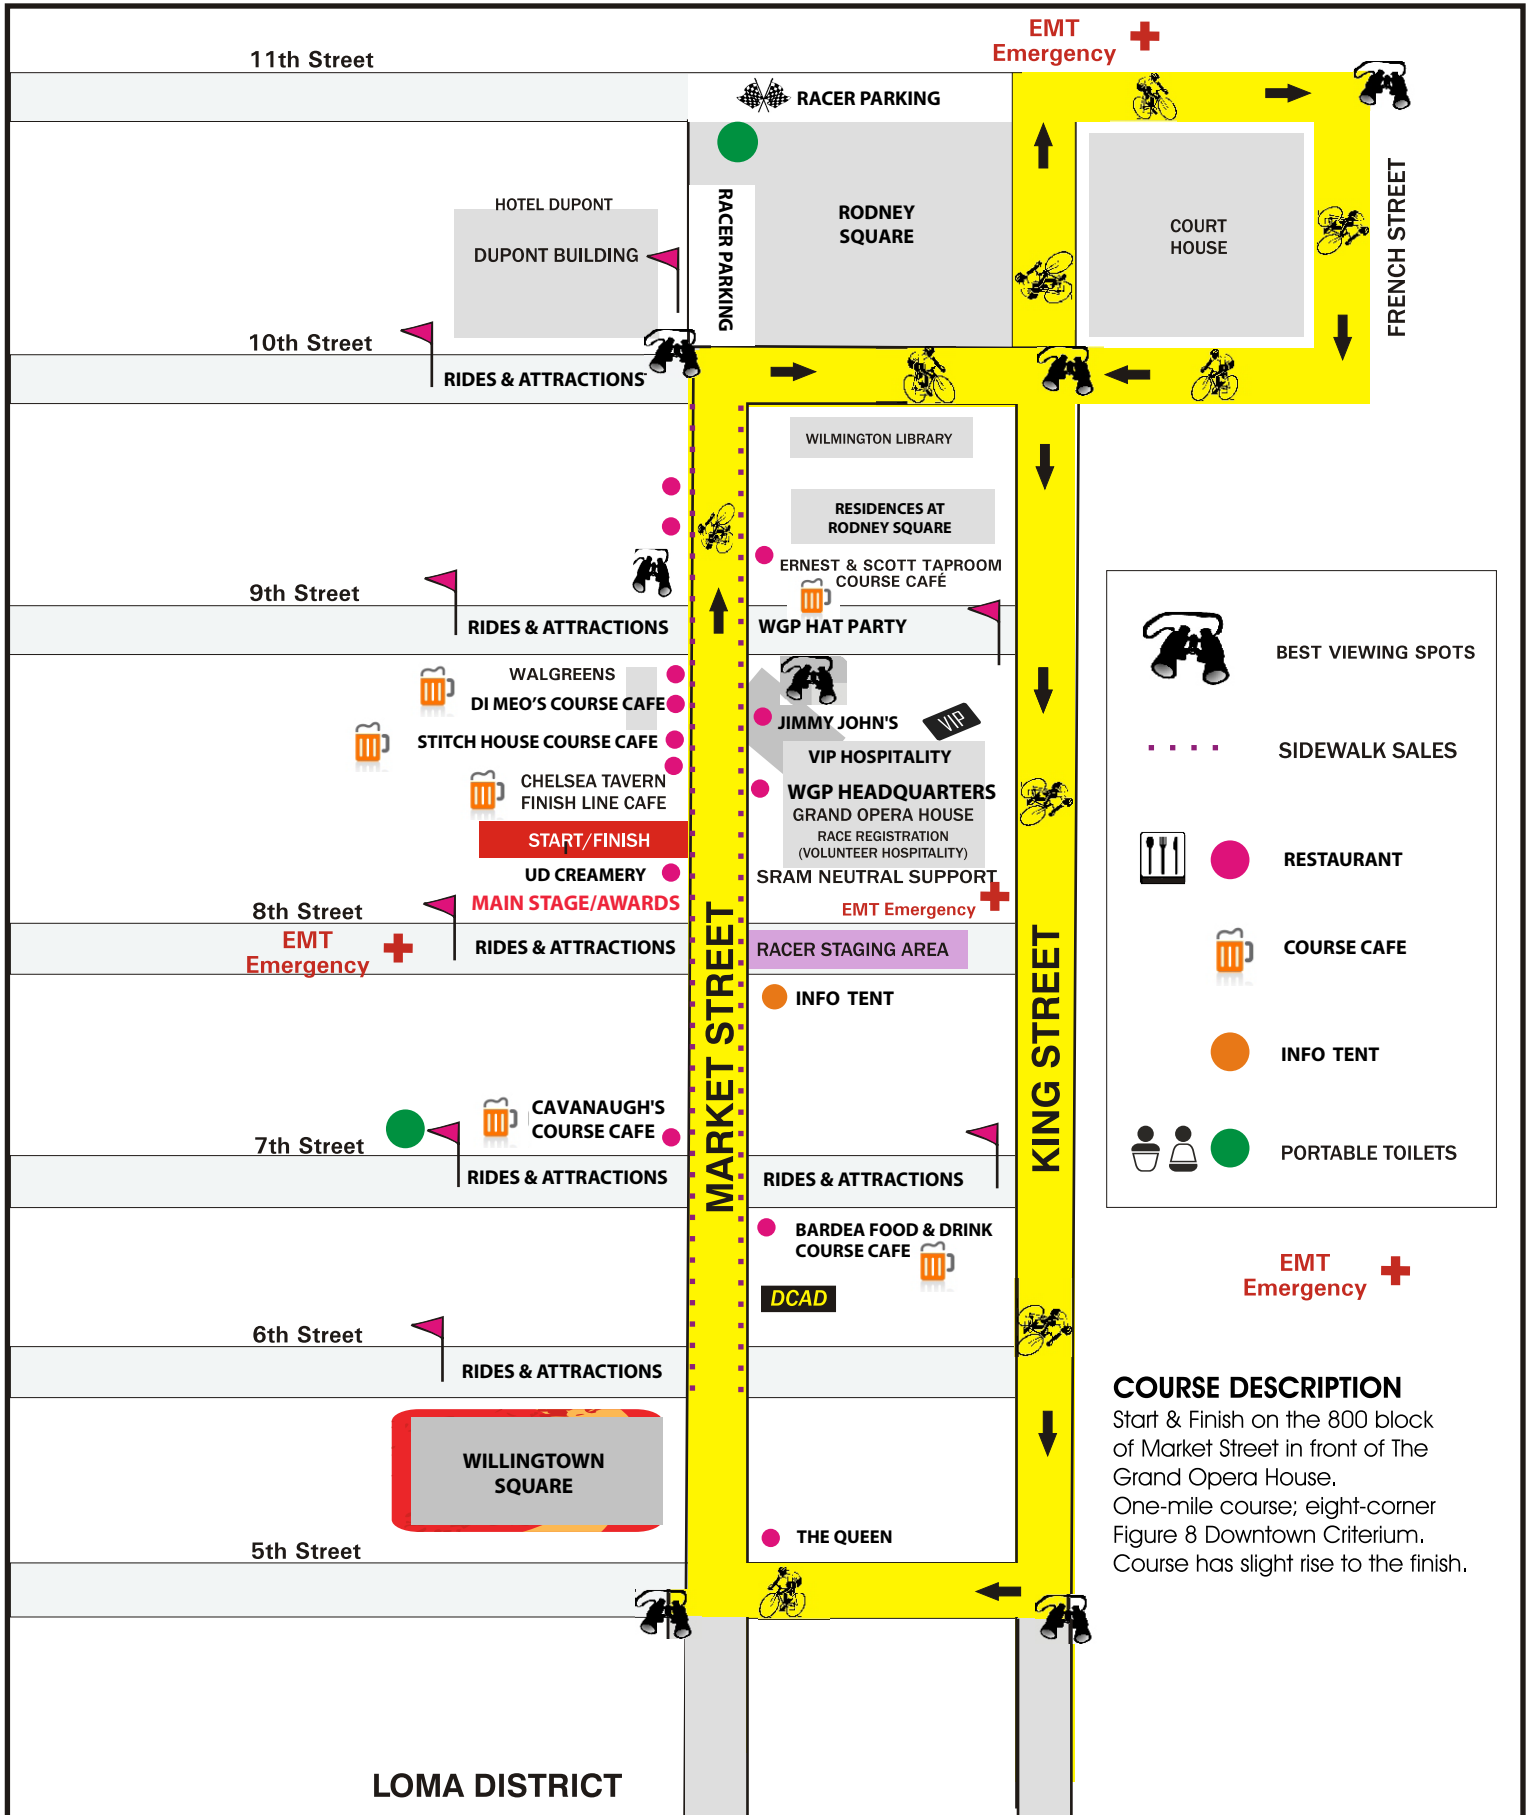 EMT
Emergency
11th Street
RACER PARKING
RACER PARKING
HOTEL DUPONT
DUPONT BUILDING
RODNEY
SQUARE
COURT
HOUSE
FRENCH STREET
10th Street
RIDES & ATTRACTIONS
WILMINGTON LIBRARY
RESIDENCES AT
RODNEY SQUARE
ERNEST & SCOTT TAPROOM
COURSE CAFÉ
9th Street
RIDES & ATTRACTIONS
WGP HAT PARTY
WALGREENS
DI MEO'S COURSE CAFE
STITCH HOUSE COURSE CAFE
CHELSEA TAVERN
FINISH LINE CAFE
START/FINISH
UD CREAMERY
MAIN STAGE/AWARDS
JIMMY JOHN'S
VIP
VIP HOSPITALITY
WGP HEADQUARTERS
GRAND OPERA HOUSE
RACE REGISTRATION
(VOLUNTEER HOSPITALITY)
SRAM NEUTRAL SUPPORT
EMT Emergency
8th Street
EMT
Emergency
RIDES & ATTRACTIONS
RACER STAGING AREA
INFO TENT
MARKET STREET
KING STREET
CAVANAUGH'S
COURSE CAFE
7th Street
RIDES & ATTRACTIONS
RIDES & ATTRACTIONS
BARDEA FOOD & DRINK
COURSE CAFE
DCAD
6th Street
RIDES & ATTRACTIONS
WILLINGTOWN
SQUARE
THE QUEEN
5th Street
LOMA DISTRICT
BEST VIEWING SPOTS
SIDEWALK SALES
RESTAURANT
COURSE CAFE
INFO TENT
PORTABLE TOILETS
EMT
Emergency
COURSE DESCRIPTION
Start & Finish on the 800 block
of Market Street in front of The
Grand Opera House.
One-mile course; eight-corner
Figure 8 Downtown Criterium.
Course has slight rise to the finish.